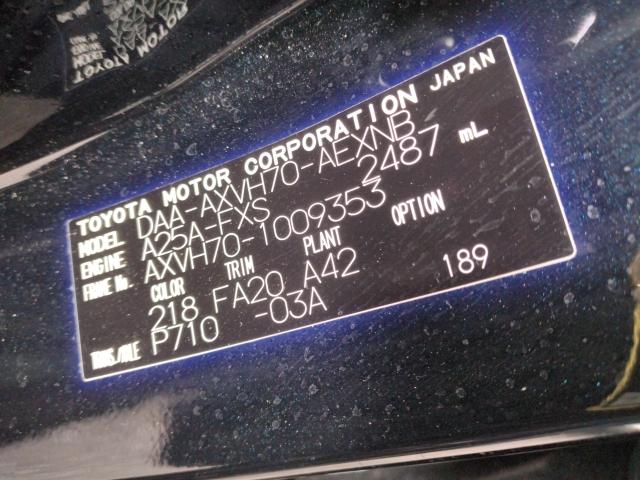 TOYOTA MOTOR CORPORATION JAPAN
MODEL DAA-AXVH70-AEXNB
ENGINE A25A-FXS 2487 mL
FRAME No. AXVH70-1009353
COLOR TRIM PLANT OPTION
218 FA20 A42 189
TRANS/AXLE P710 -03A